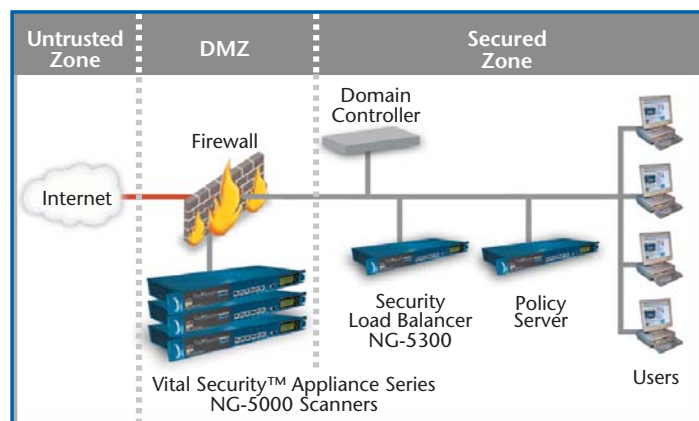 Untrusted
Zone
DMZ
Secured
Zone
Domain
Controller
Firewall
Internet
Security
Load Balancer
NG-5300
Policy
Server
Vital Security™ Appliance Series
NG-5000 Scanners
Users